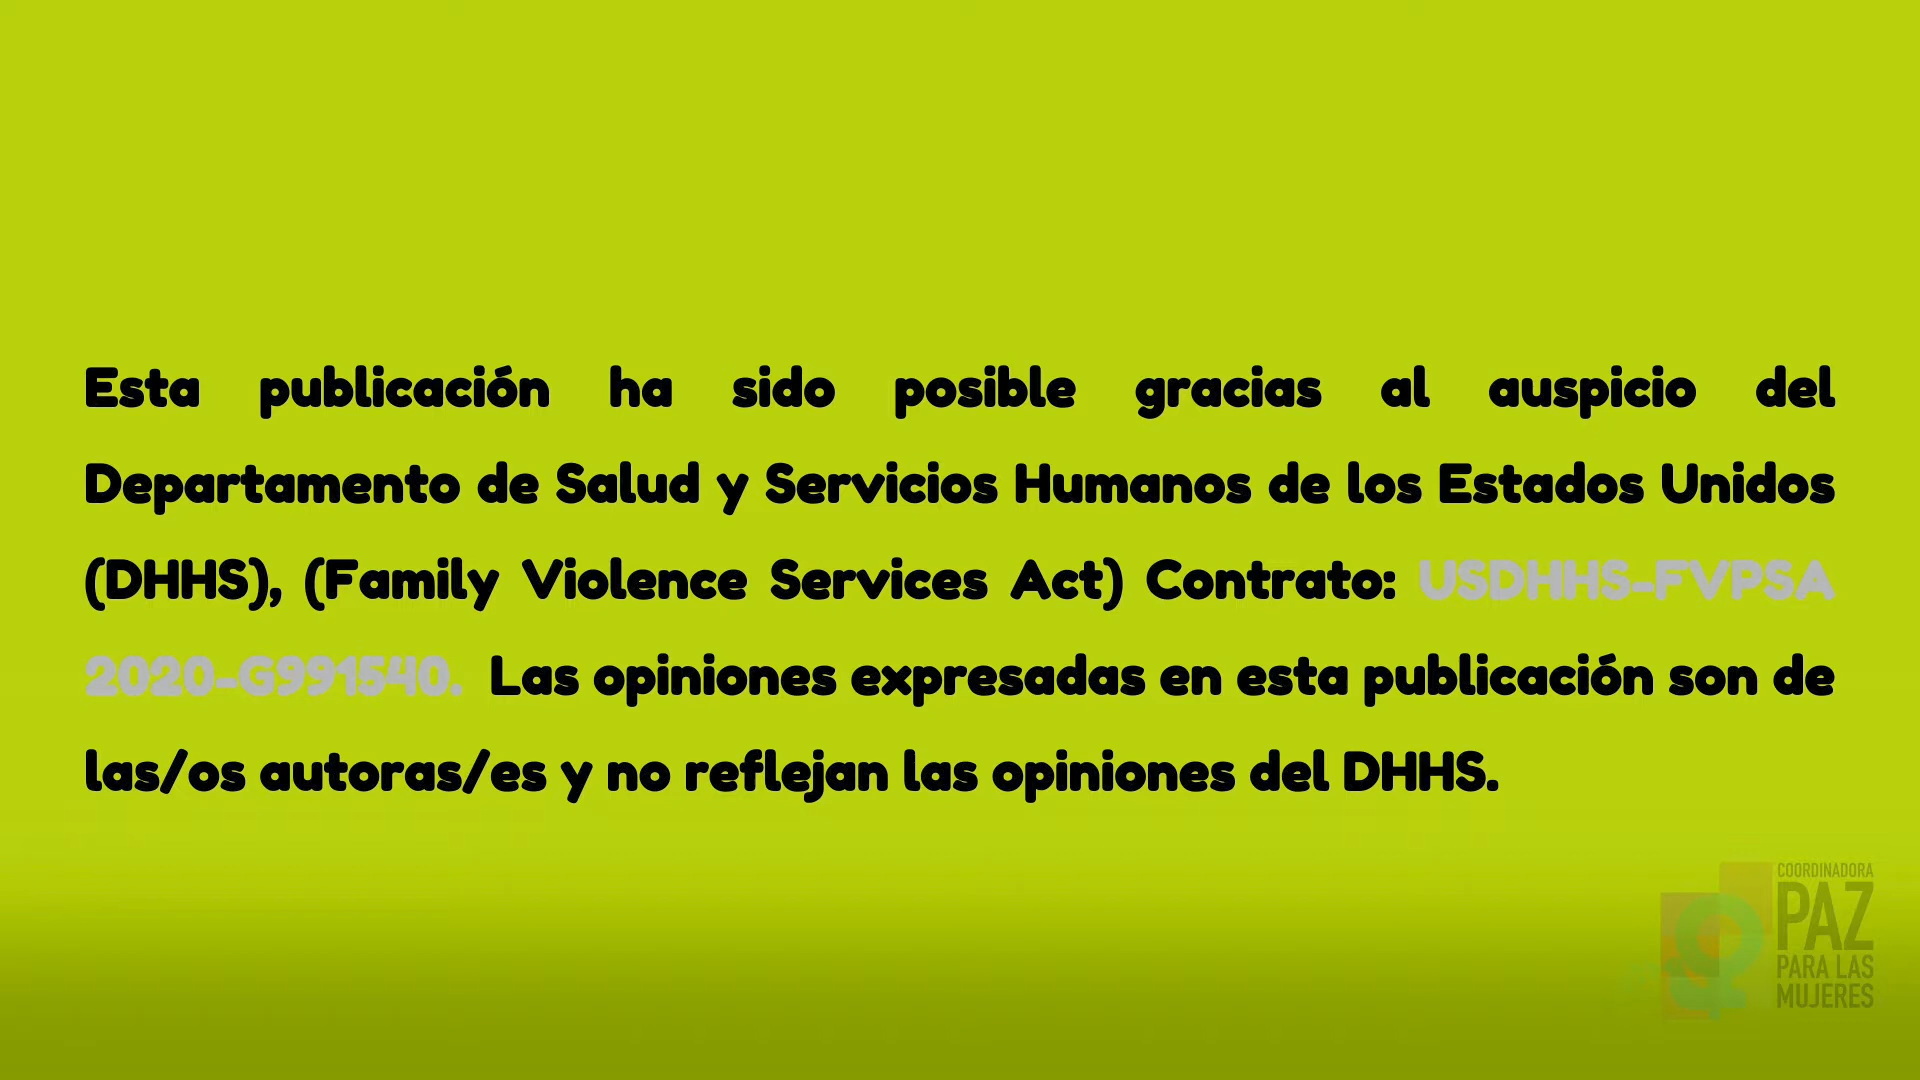 Esta publicación ha sido posible gracias al auspicio del
Departamento de Salud y Servicios Humanos de los Estados Unidos
(DHHS), (Family Violence Services Act) Contrato: USDHHS-FVPSA
2020-G991540. Las opiniones expresadas en esta publicación son de
las/os autoras/es y no reflejan las opiniones del DHHS.
COORDINADORA
PAZ
PARA LAS
MUJERES